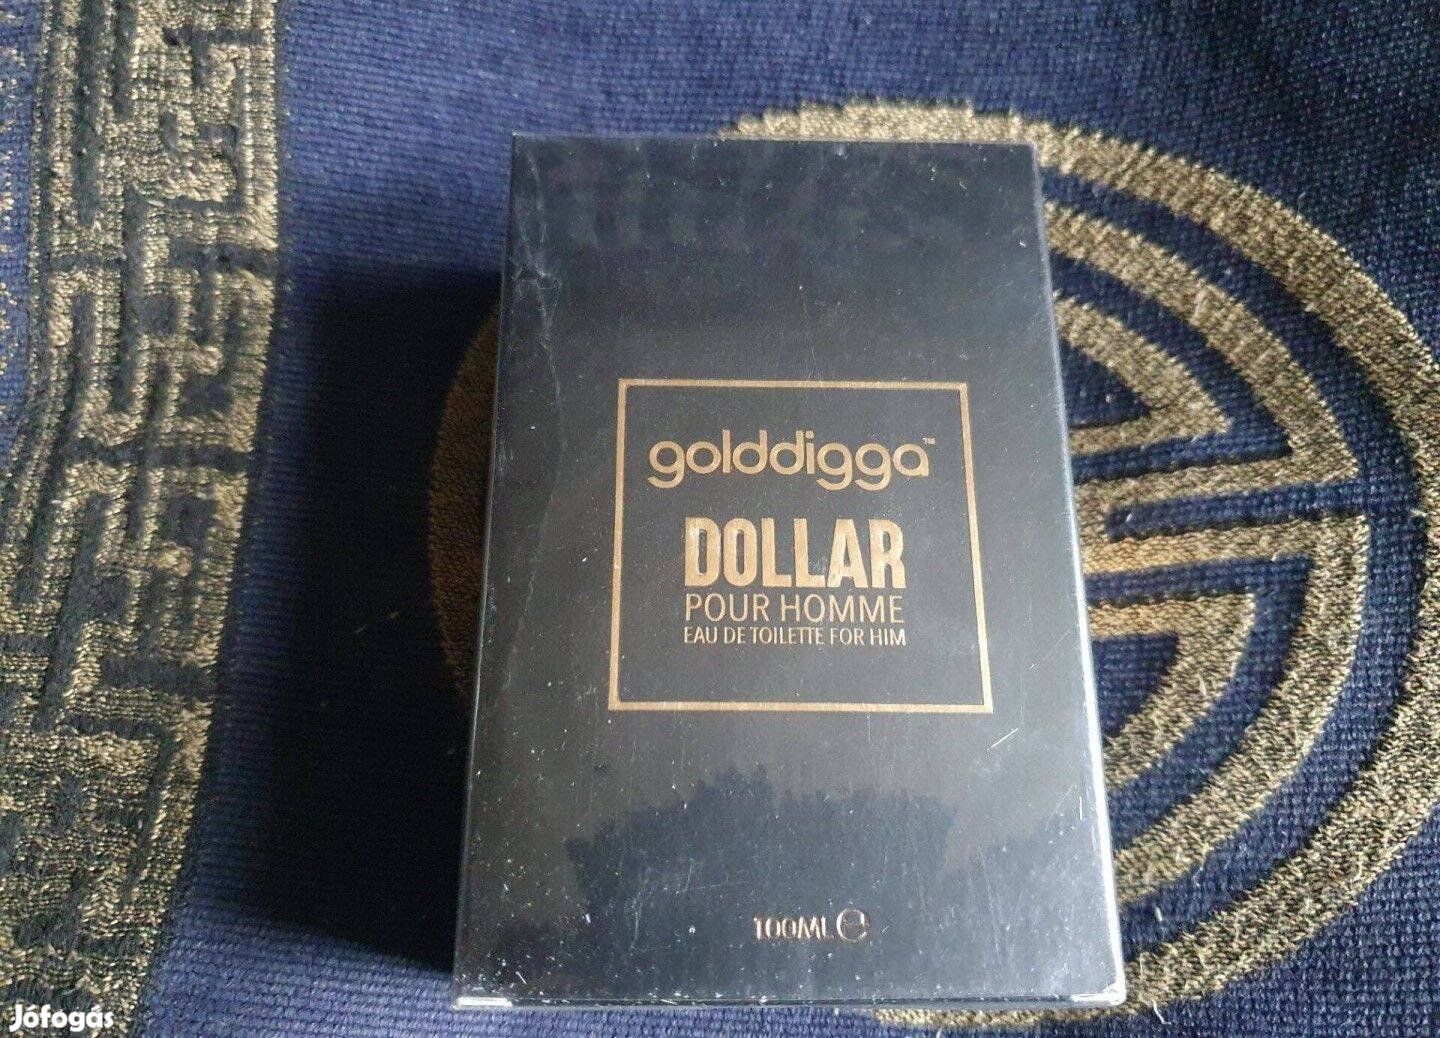 golddigga™
DOLLAR
POUR HOMME
EAU DE TOILETTE FOR HIM
100ML ℮
Jófogás